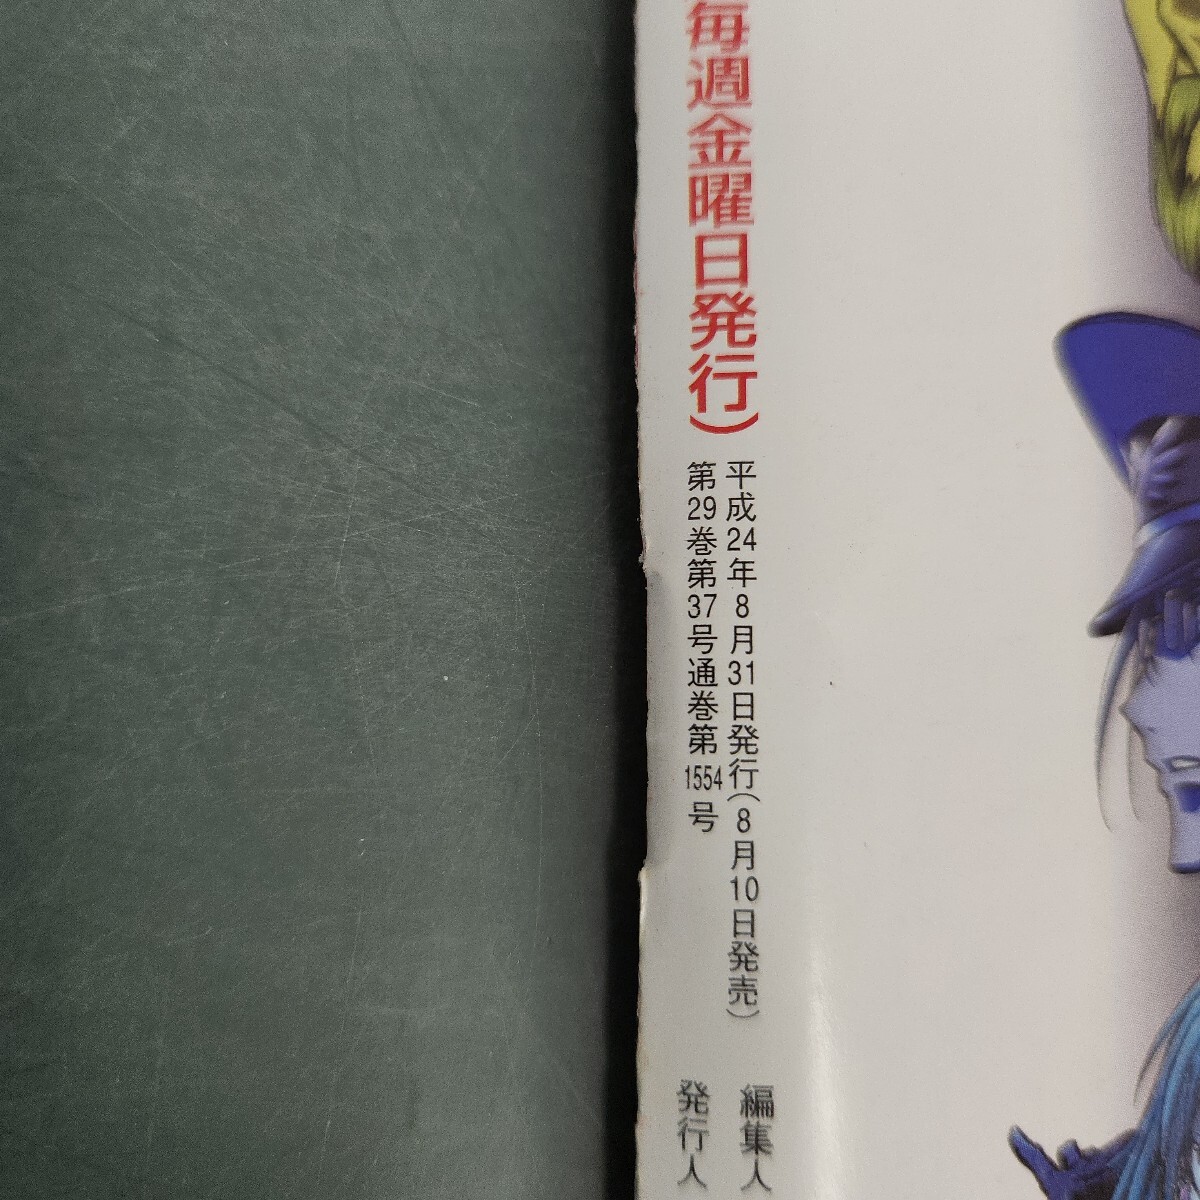 毎週金曜日発行)
平成24年8月31日発行(8月10日発売)
第29巻第37号通巻第1554号
編集人
発行人